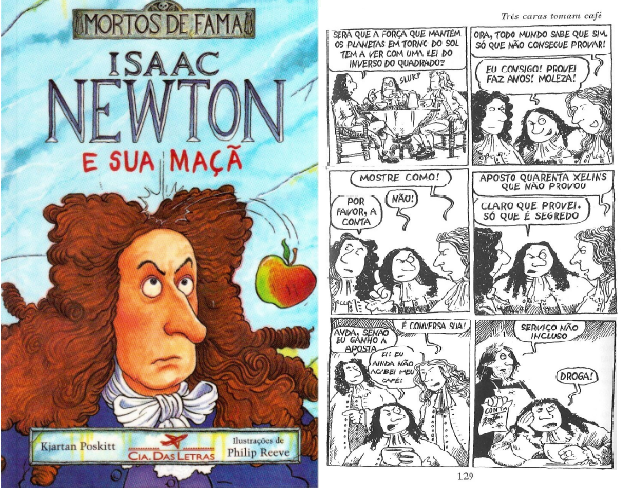 MORTOS DE FAMA
ISAAC
NEWTON
E SUA MAÇÃ
Kjartan Poskitt
CIA. DAS LETRAS
Ilustrações de
Philip Reeve
Três caras tomam café
SERÁ QUE A FORÇA QUE MANTÉM
OS PLANETAS EM TORNO DO SOL
TEM A VER COM UMA LEI DO
INVERSO DO QUADRADO?
SLURP
ORA, TODO MUNDO SABE QUE SIM.
SÓ QUE NÃO CONSEGUE PROVAR!
EU CONSIGO! PROVEI
FAZ ANOS! MOLEZA!
MOSTRE COMO!
NÃO!
POR
FAVOR, A
CONTA
APOSTO QUARENTA XELINS
QUE NÃO PROVOU
CLARO QUE PROVEI.
SÓ QUE É SEGREDO
ANDA, SENÃO
EU GANHO A
APOSTA
É CONVERSA SUA!
EI! EU
AINDA NÃO
ACABEI MEU
CAFÉ!
SERVIÇO NÃO
INCLUSO
CONTA
DROGA!
129